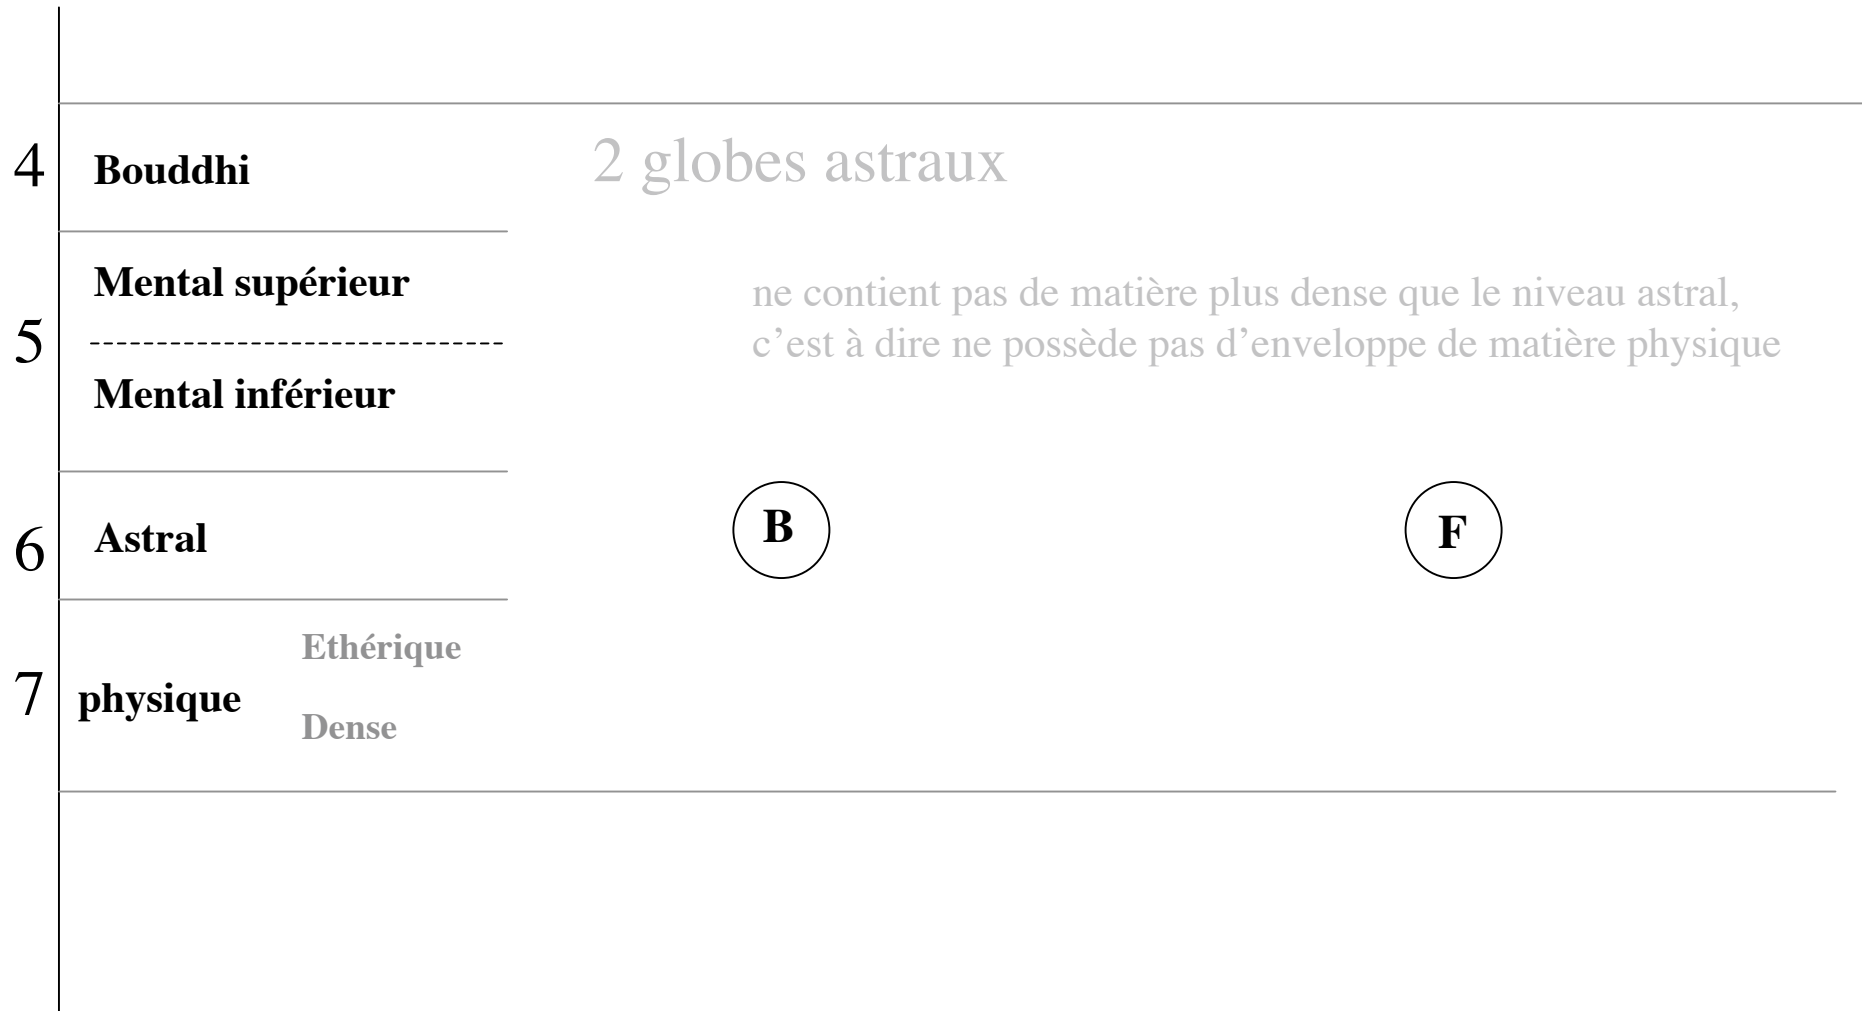 4 Bouddhi 2 globes astraux
Mental supérieur
ne contient pas de matière plus dense que le niveau astral,
5
c’est à dire ne possède pas d’enveloppe de matière physique
Mental inférieur
6 Astral B F
Ethérique
7 physique
Dense